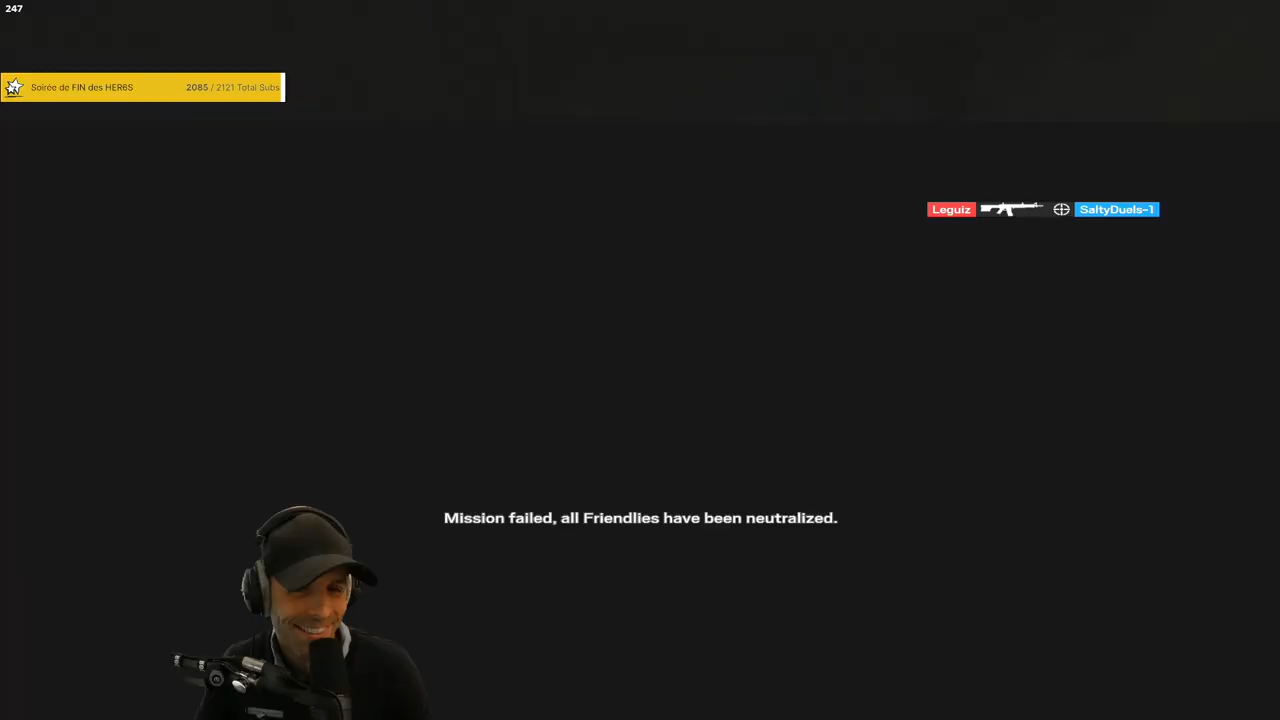 247
Soirée de FIN des HER6S 2085 / 2121 Total Subs
Leguiz SaltyDuels-1
Mission failed, all Friendlies have been neutralized.